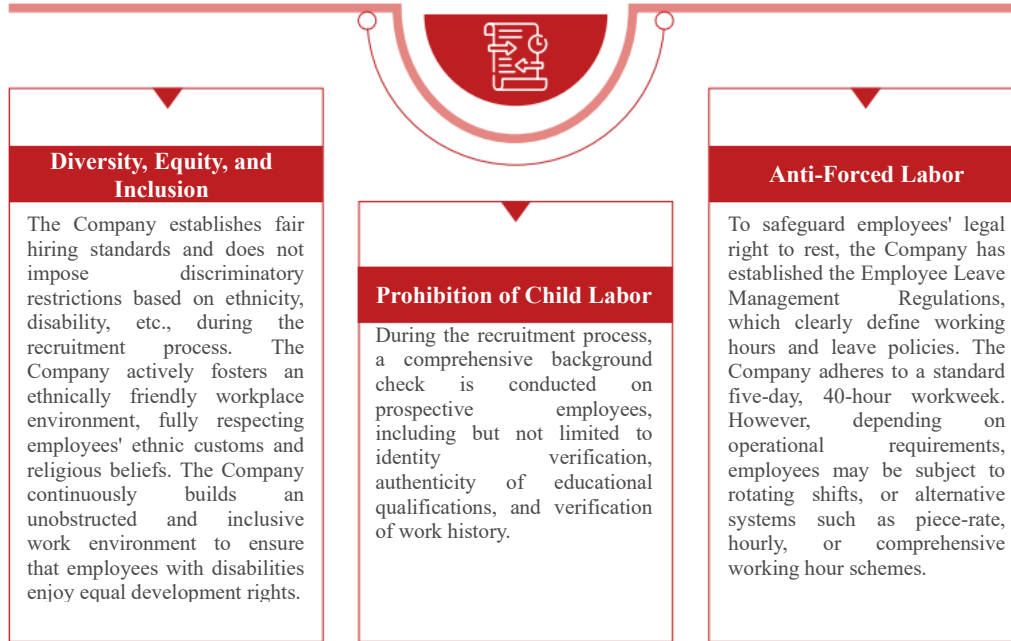 Diversity, Equity, and
Inclusion
The Company establishes fair
hiring standards and does not
impose discriminatory
restrictions based on ethnicity,
disability, etc., during the
recruitment process. The
Company actively fosters an
ethnically friendly workplace
environment, fully respecting
employees' ethnic customs and
religious beliefs. The Company
continuously builds an
unobstructed and inclusive
work environment to ensure
that employees with disabilities
enjoy equal development rights.
Prohibition of Child Labor
During the recruitment process,
a comprehensive background
check is conducted on
prospective employees,
including but not limited to
identity verification,
authenticity of educational
qualifications, and verification
of work history.
Anti-Forced Labor
To safeguard employees' legal
right to rest, the Company has
established the Employee Leave
Management Regulations,
which clearly define working
hours and leave policies. The
Company adheres to a standard
five-day, 40-hour workweek.
However, depending on
operational requirements,
employees may be subject to
rotating shifts, or alternative
systems such as piece-rate,
hourly, or comprehensive
working hour schemes.